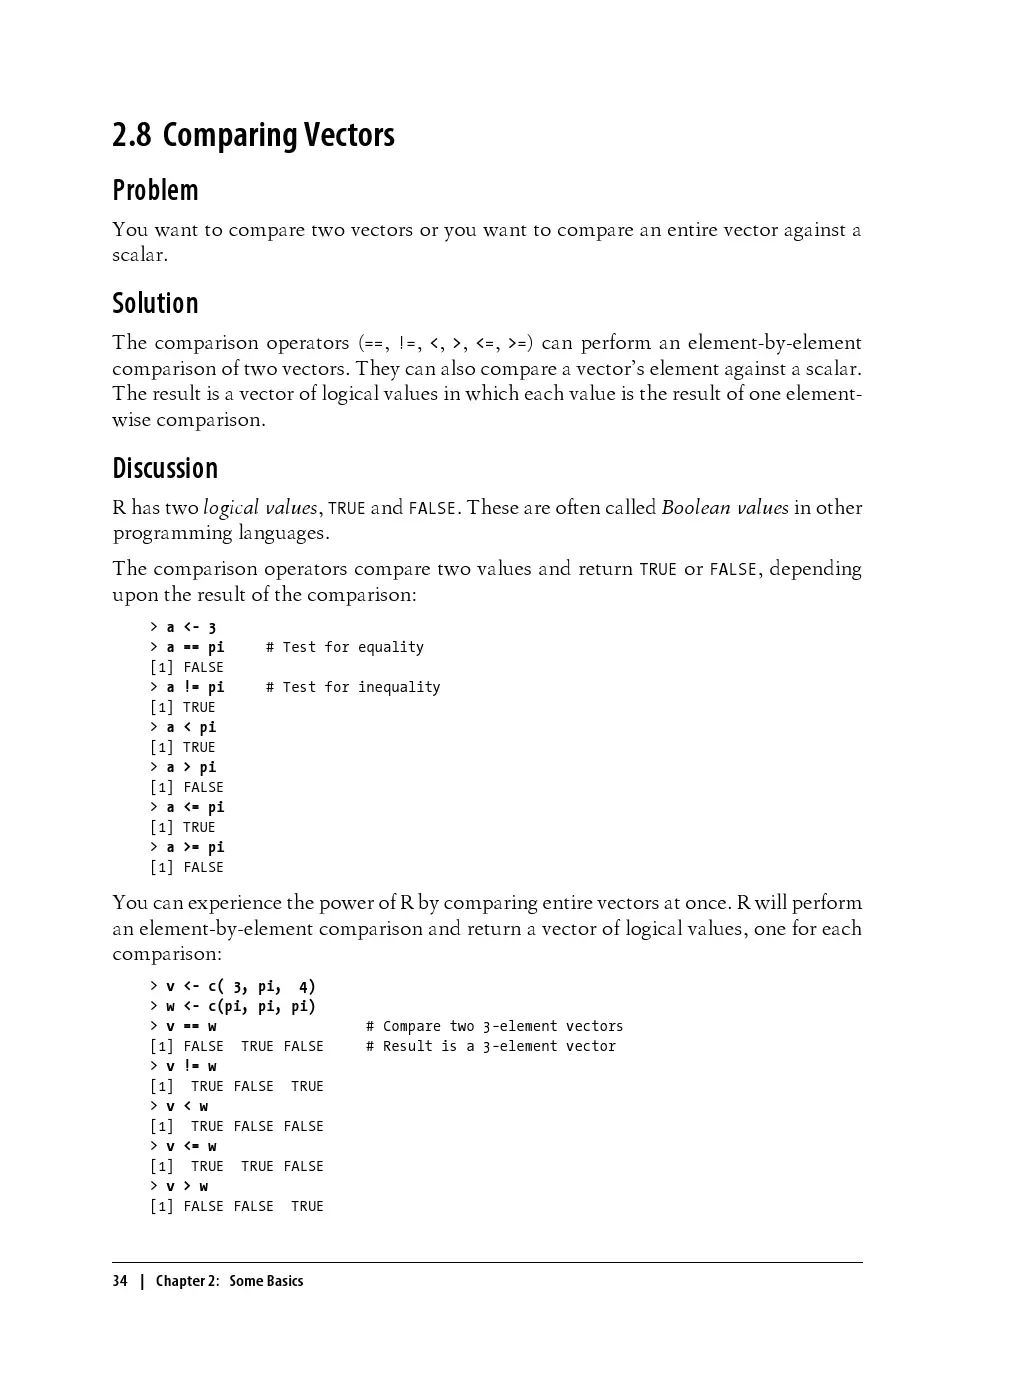 2.8 Comparing Vectors
Problem
You want to compare two vectors or you want to compare an entire vector against a
scalar.
Solution
The comparison operators (==, !=, <, >, <=, >=) can perform an element-by-element
comparison of two vectors. They can also compare a vector’s element against a scalar.
The result is a vector of logical values in which each value is the result of one element-
wise comparison.
Discussion
R has two logical values, TRUE and FALSE. These are often called Boolean values in other
programming languages.
The comparison operators compare two values and return TRUE or FALSE, depending
upon the result of the comparison:
> a <- 3
> a == pi     # Test for equality
[1] FALSE
> a != pi     # Test for inequality
[1] TRUE
> a < pi
[1] TRUE
> a > pi
[1] FALSE
> a <= pi
[1] TRUE
> a >= pi
[1] FALSE
You can experience the power of R by comparing entire vectors at once. R will perform
an element-by-element comparison and return a vector of logical values, one for each
comparison:
> v <- c( 3, pi,  4)
> w <- c(pi, pi, pi)
> v == w                  # Compare two 3-element vectors
[1] FALSE  TRUE FALSE     # Result is a 3-element vector
> v != w
[1]  TRUE FALSE  TRUE
> v < w
[1]  TRUE FALSE FALSE
> v <= w
[1]  TRUE  TRUE FALSE
> v > w
[1] FALSE FALSE  TRUE
34 | Chapter 2: Some Basics